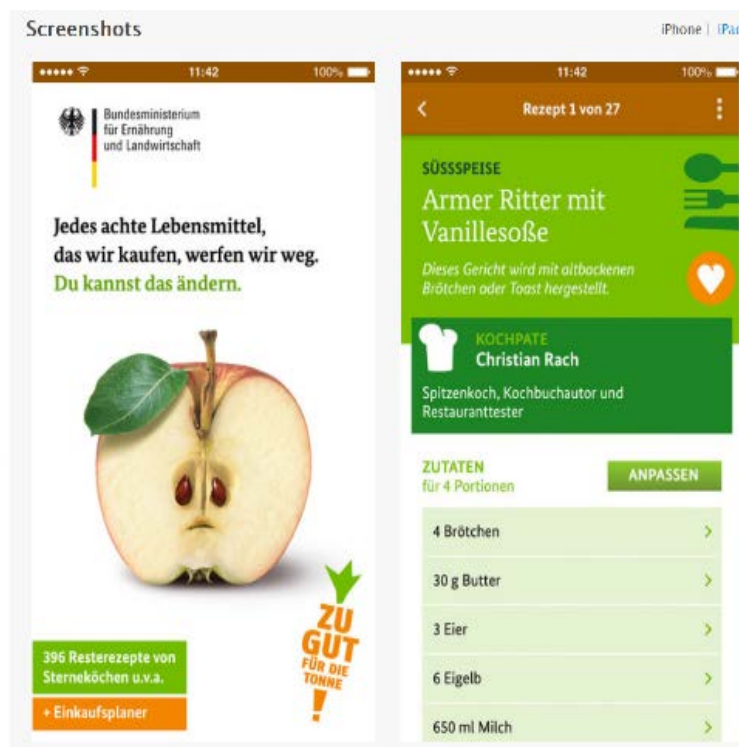 Screenshots
iPhone | iPad
11:42
100%
Bundesministerium
für Ernährung
und Landwirtschaft
Jedes achte Lebensmittel,
das wir kaufen, werfen wir weg.
Du kannst das ändern.
396 Resterezepte von
Sterneköchen u.v.a.
+ Einkaufsplaner
ZU
GUT
FÜR DIE
TONNE
!
11:42
100%
Rezept 1 von 27
SÜSSSPEISE
Armer Ritter mit
Vanillesoße
Dieses Gericht wird mit altbackenen
Brötchen oder Toast hergestellt.
KOCHPATE
Christian Rach
Spitzenkoch, Kochbuchautor und
Restauranttester
ZUTATEN
für 4 Portionen
ANPASSEN
4 Brötchen
30 g Butter
3 Eier
6 Eigelb
650 ml Milch